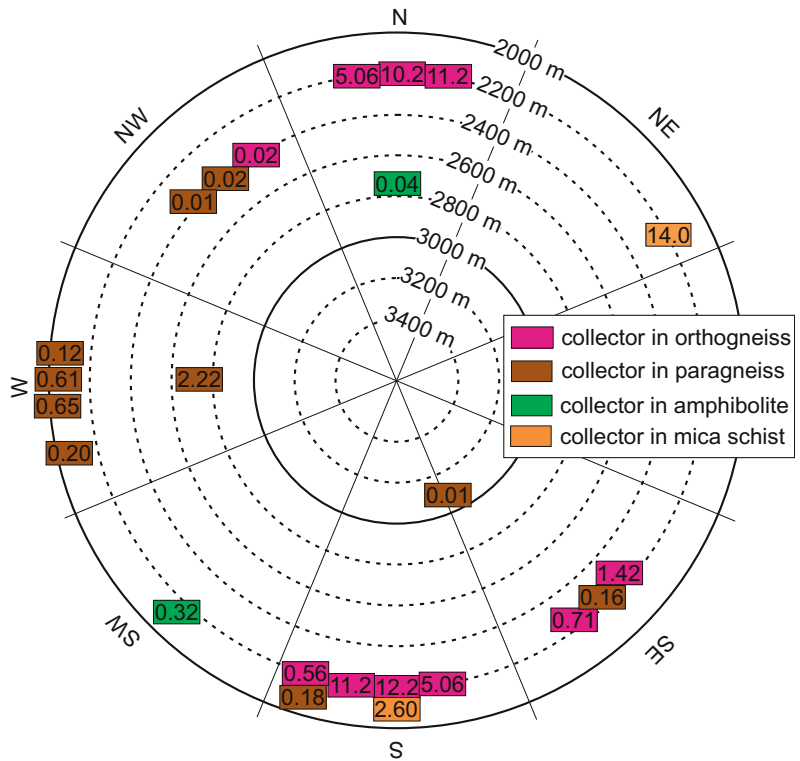 N
2000 m
5.06 10.2 11.2
2200 m
NW
NE
2400 m
0.02
2600 m
0.02
0.04
0.01
2800 m
14.0
3000 m
3200 m
3400 m
collector in orthogneiss
0.12
collector in paragneiss
W
0.61
2.22
0.65
collector in amphibolite
collector in mica schist
0.20
0.01
1.42
0.16
0.32
0.71
SW
SE
0.56 11.2 12.2 5.06
0.18
2.60
S